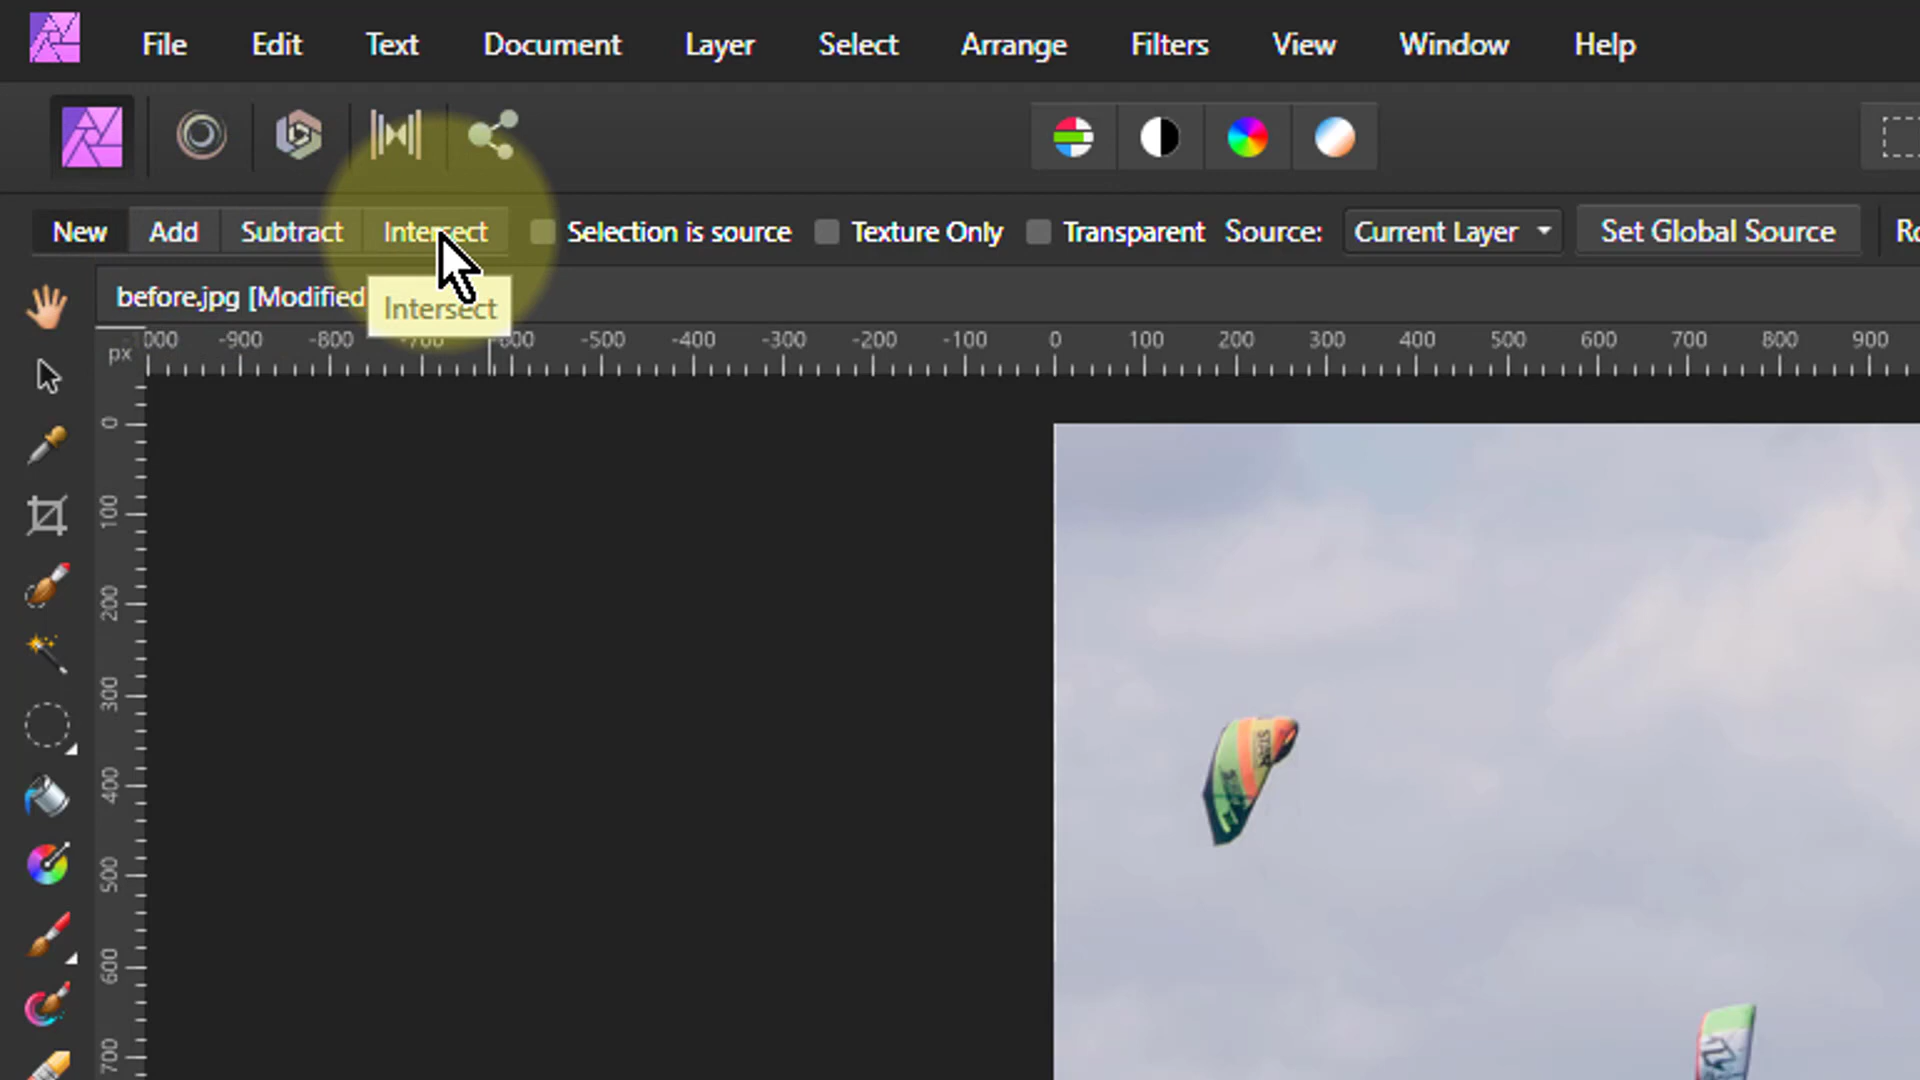 File Edit Text Document Layer Select Arrange Filters View Window Help
New Add Subtract Intersect Selection is source Texture Only Transparent Source: Current Layer Set Global Source
before.jpg [Modified
Intersect
px
-900 -800 -500 -400 -300 -200 -100 0 100 200 300 400 500 600 700 800 900
0
100
200
300
400
500
600
700